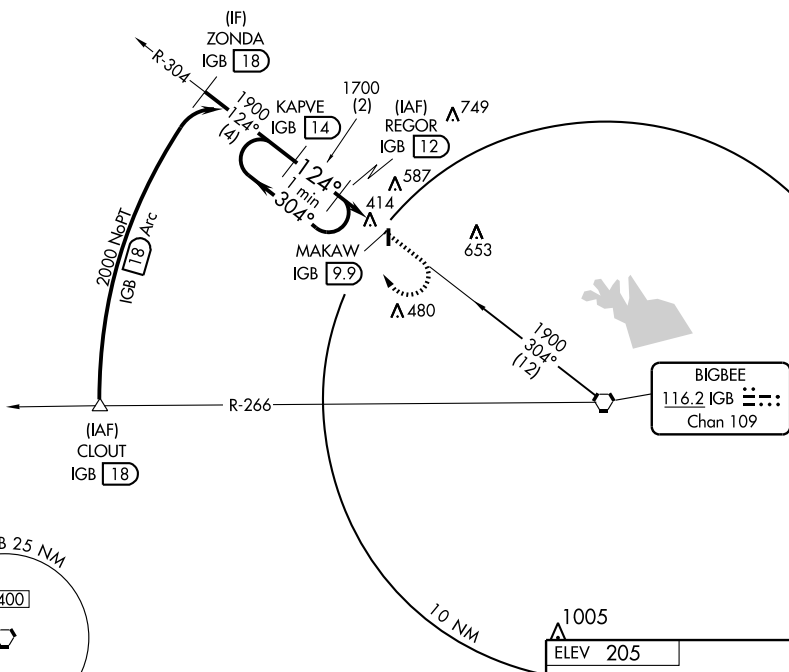 (IF)
ZONDA
IGB 18
R-304
1900
124°
(4)
KAPVE
IGB 14
1700
(2)
(IAF)
REGOR
IGB 12
749
587
414
124°
1 min
304°
MAKAW
IGB 9.9
653
480
2000 NoPT
IGB 18 Arc
1900
304°
(12)
BIGBEE
116.2 IGB
Chan 109
R-266
(IAF)
CLOUT
IGB 18
B 25 NM
400
10 NM
1005
ELEV 205